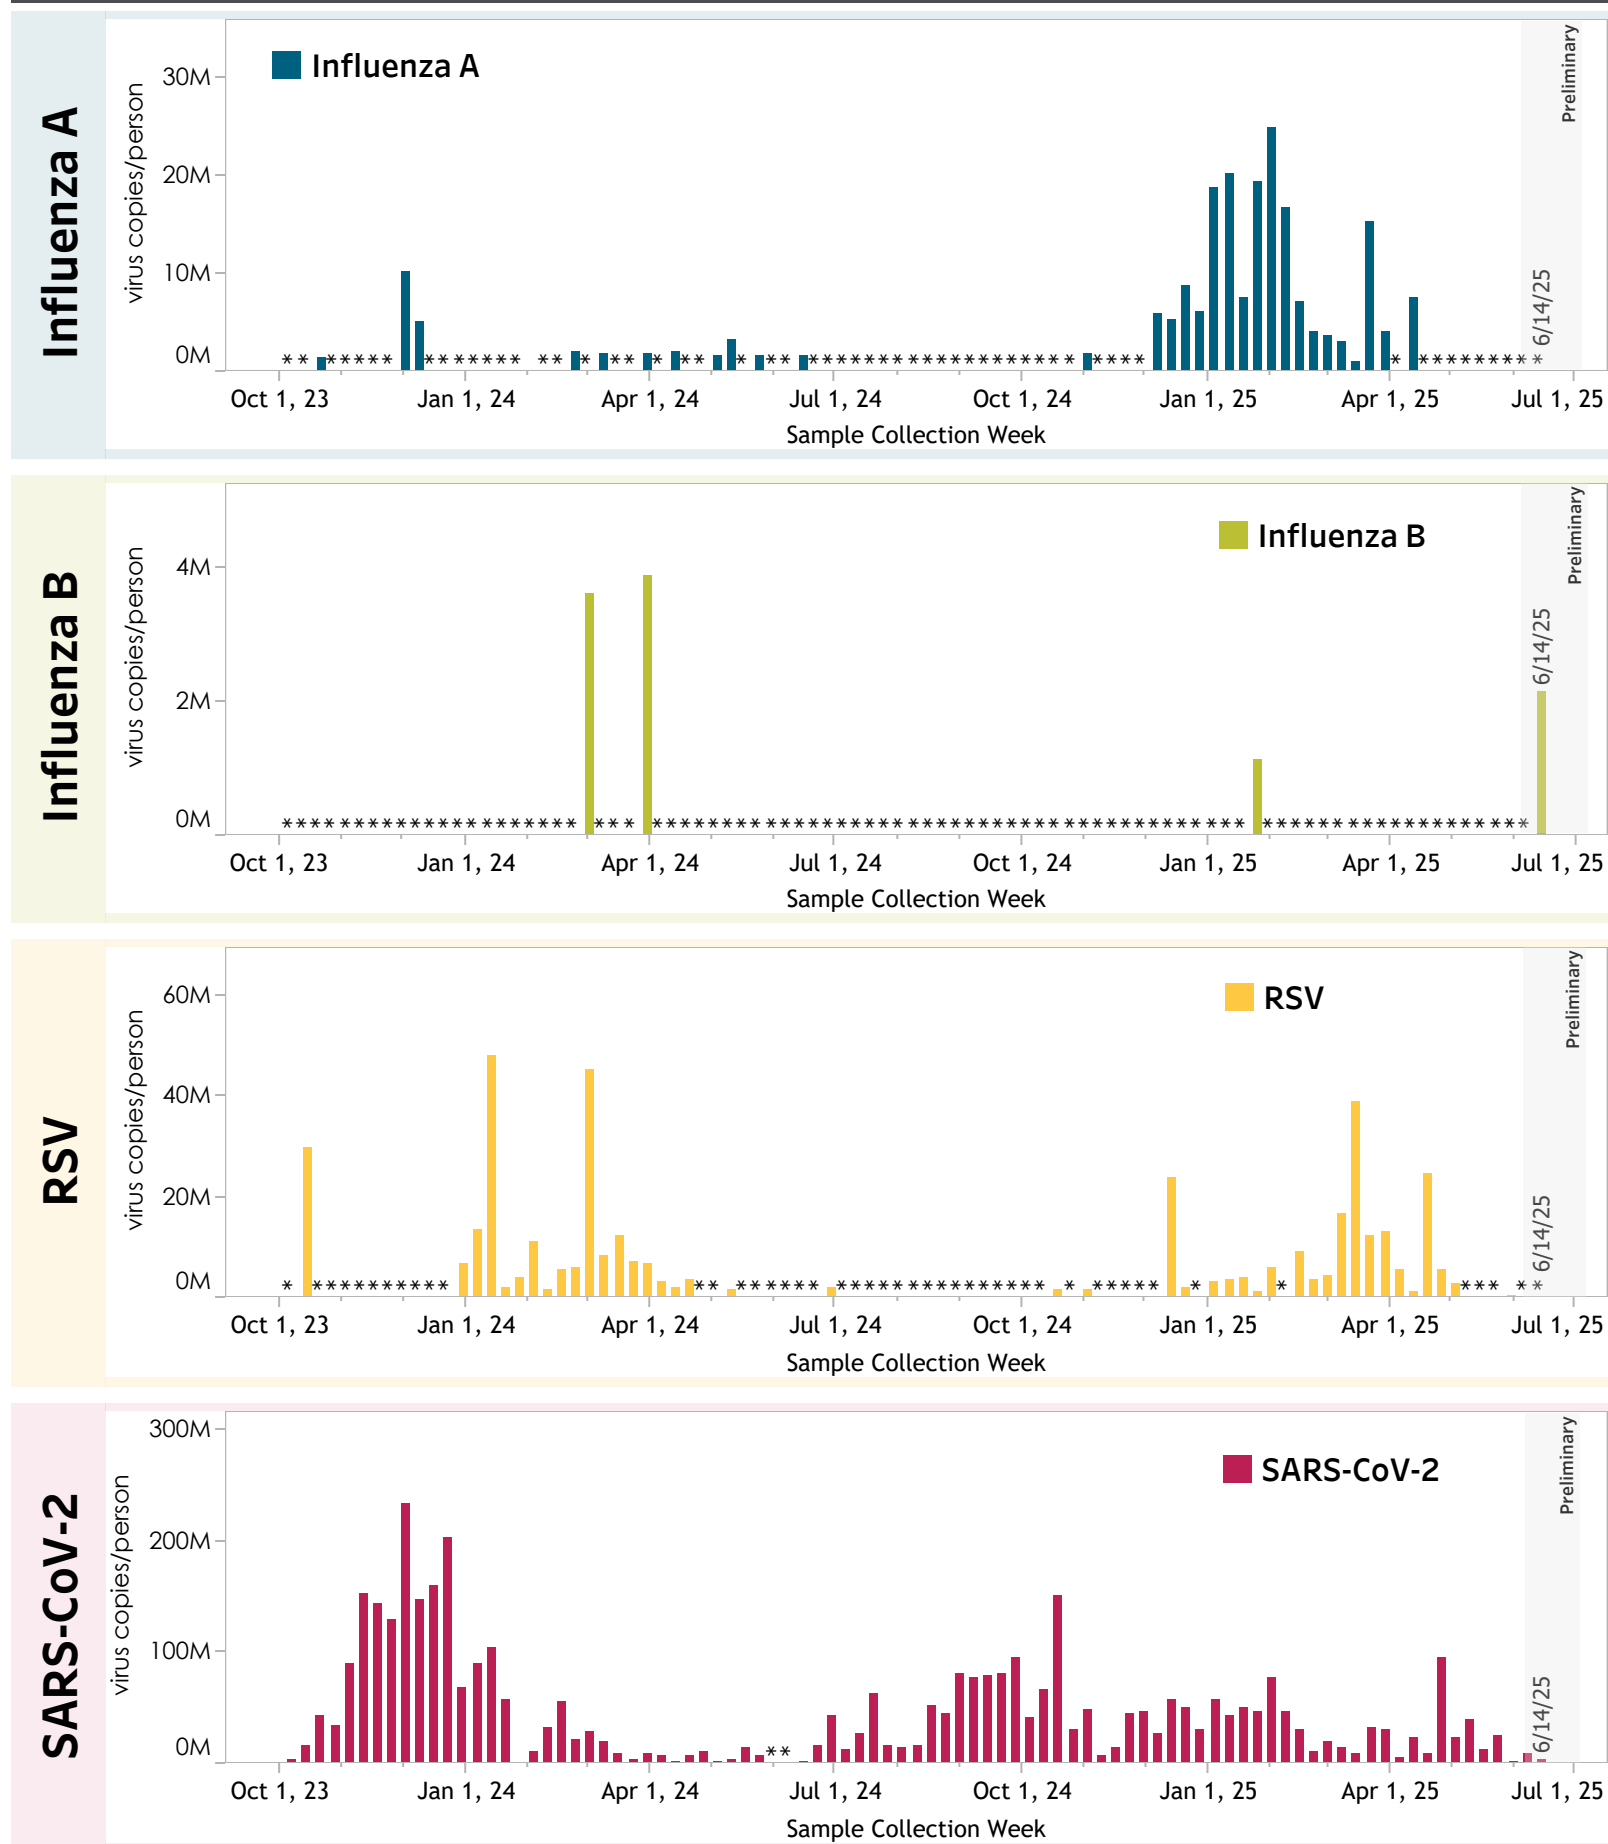 Influenza A
virus copies/person
Influenza A
Preliminary
30M
20M
10M
0M
** ***** ******* ** * ** * ** * ** ******************* **** * ******** *
6/14/25
Oct 1, 23 Jan 1, 24 Apr 1, 24 Jul 1, 24 Oct 1, 24 Jan 1, 25 Apr 1, 25 Jul 1, 25
Sample Collection Week
Influenza B
virus copies/person
Influenza B
Preliminary
4M
2M
0M
6/14/25
Oct 1, 23 Jan 1, 24 Apr 1, 24 Jul 1, 24 Oct 1, 24 Jan 1, 25 Apr 1, 25 Jul 1, 25
Sample Collection Week
RSV
virus copies/person
RSV
Preliminary
60M
40M
20M
0M
6/14/25
Oct 1, 23 Jan 1, 24 Apr 1, 24 Jul 1, 24 Oct 1, 24 Jan 1, 25 Apr 1, 25 Jul 1, 25
Sample Collection Week
SARS-CoV-2
virus copies/person
SARS-CoV-2
Preliminary
300M
200M
100M
0M
**
6/14/25
Oct 1, 23 Jan 1, 24 Apr 1, 24 Jul 1, 24 Oct 1, 24 Jan 1, 25 Apr 1, 25 Jul 1, 25
Sample Collection Week